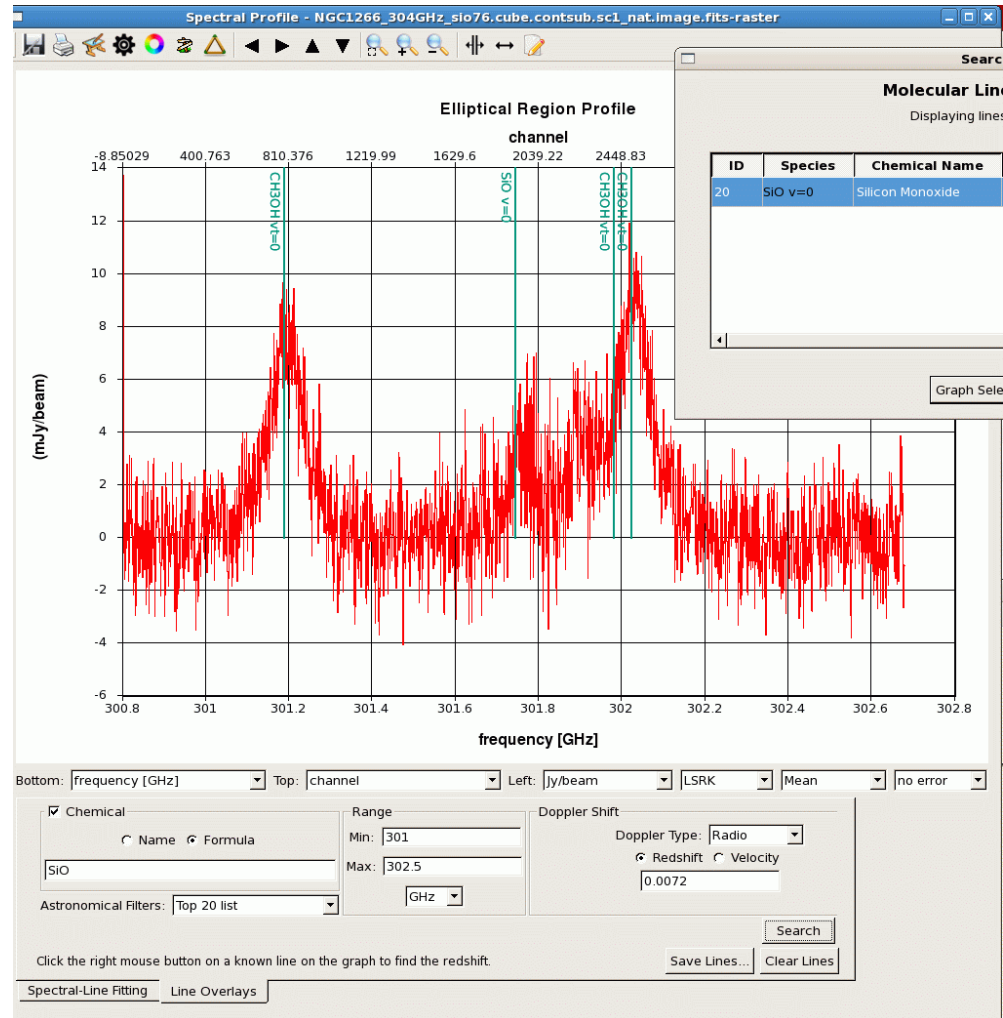 Spectral Profile - NGC1266_304GHz_sio76.cube.contsub.sc1_nat.image.fits-raster
Searc
Molecular Line
Displaying lines
ID Species Chemical Name
20 SiO v=0 Silicon Monoxide
Graph Sele
Elliptical Region Profile
channel
-8.85029 400.763 810.376 1219.99 1629.6 2039.22 2448.83
CH3OH vt=0
SiO v=0
CH3OH vt=0
CH3OH vt=0
(mJy/beam)
14
12
10
8
6
4
2
0
-2
-4
-6
300.8 301 301.2 301.4 301.6 301.8 302 302.2 302.4 302.6 302.8
frequency [GHz]
Bottom: frequency [GHz] Top: channel Left: Jy/beam LSRK Mean no error
Chemical
Name Formula
SiO
Astronomical Filters: Top 20 list
Range
Min: 301
Max: 302.5
GHz
Doppler Shift
Doppler Type: Radio
Redshift Velocity
0.0072
Search
Click the right mouse button on a known line on the graph to find the redshift. Save Lines... Clear Lines
Spectral-Line Fitting Line Overlays